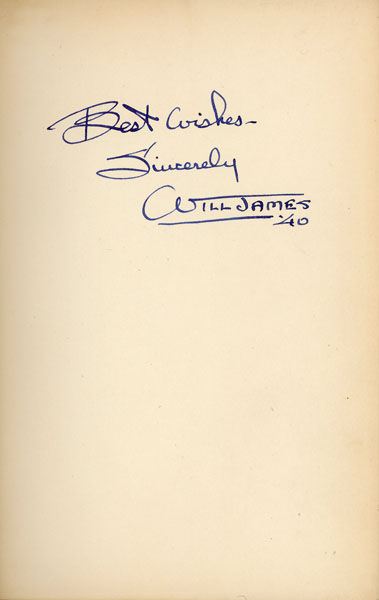 Best Wishes-
Sincerely
WILL JAMES
'40